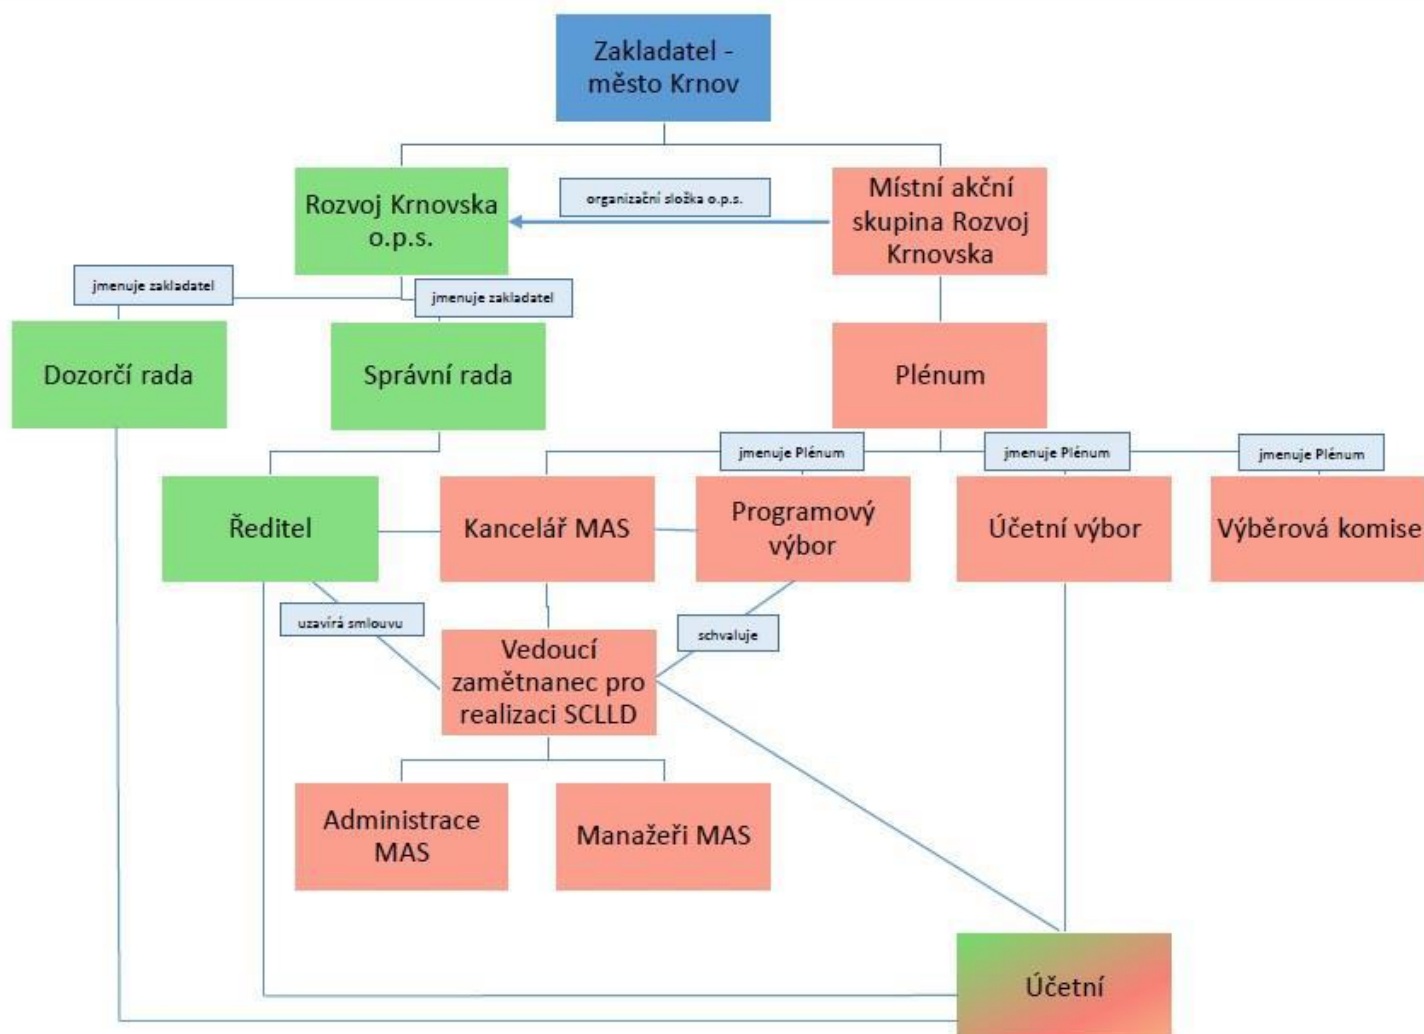 Zakladatel -
město Krnov
Rozvoj Krnovska
o.p.s.
organizační složka o.p.s.
Místní akční
skupina Rozvoj
Krnovska
jmenuje zakladatel
jmenuje zakladatel
Dozorčí rada
Správní rada
Plénum
jmenuje Plénum
jmenuje Plénum
jmenuje Plénum
Ředitel
Kancelář MAS
Programový
výbor
Účetní výbor
Výběrová komise
uzavírá smlouvu
schvaluje
Vedoucí
zamětnanec pro
realizaci SCLLD
Administrace
MAS
Manažeři MAS
Účetní